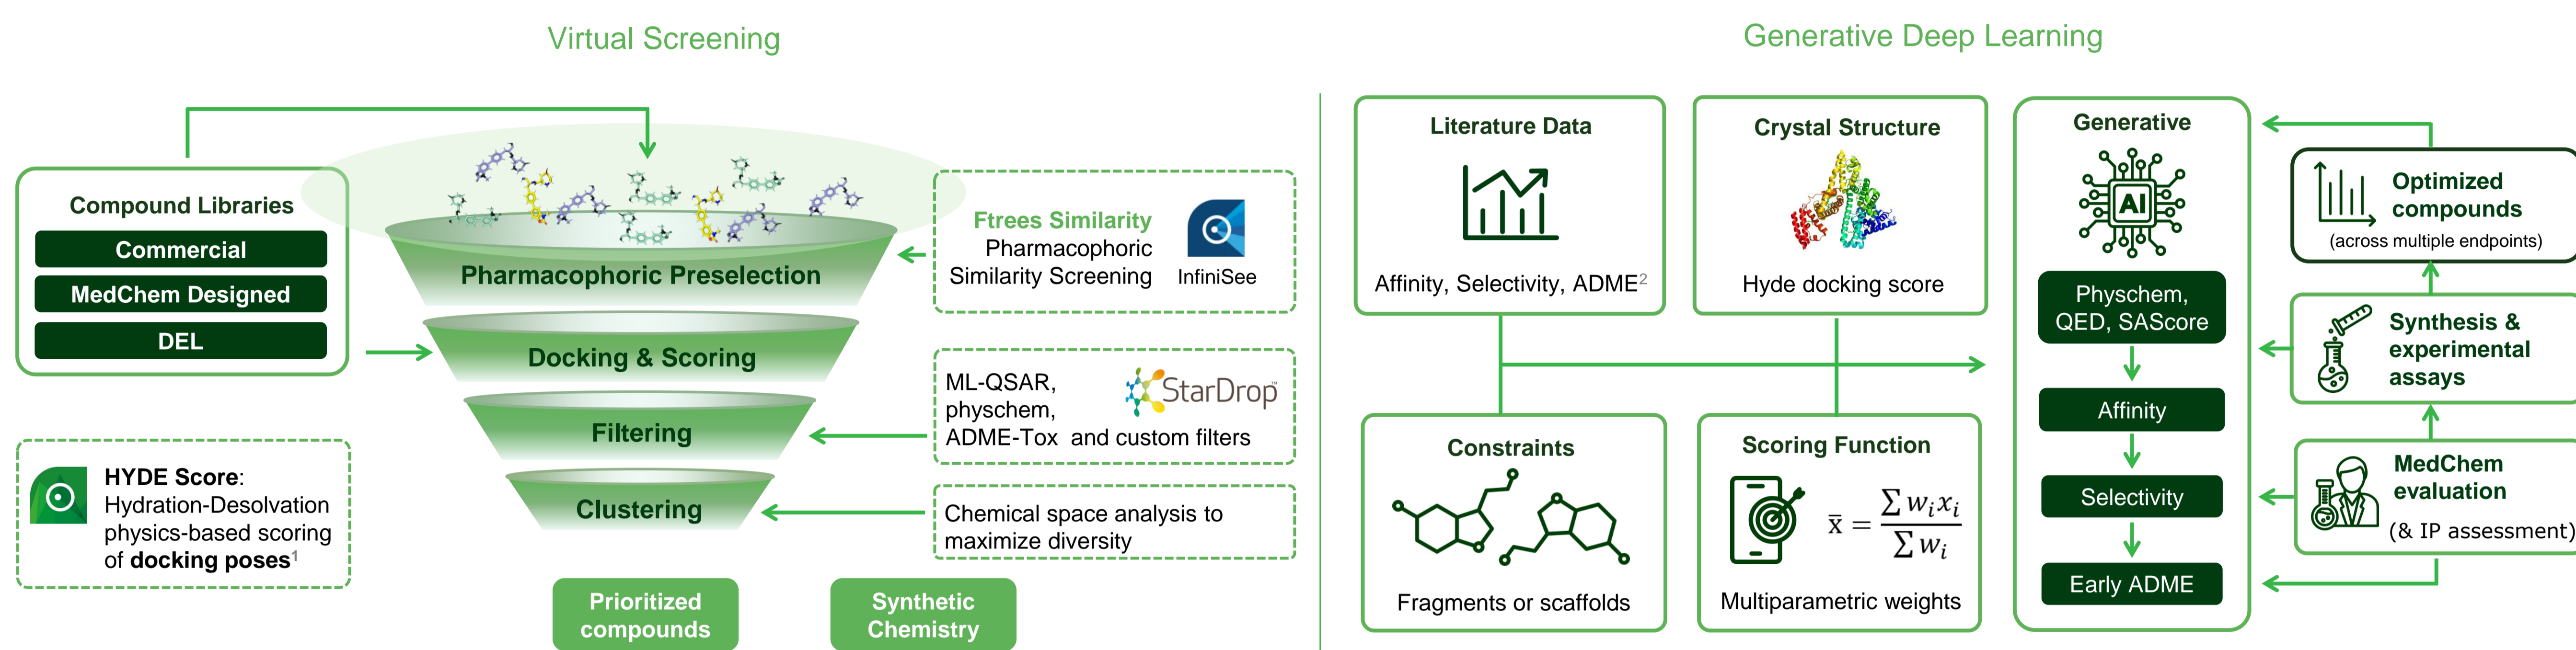 Virtual Screening
Compound Libraries
Commercial
MedChem Designed
DEL
HYDE Score:
Hydration-Desolvation
physics-based scoring
of docking poses1
Pharmacophoric Preselection
Docking & Scoring
Filtering
Clustering
Ftrees Similarity
Pharmacophoric
Similarity Screening
InfiniSee
ML-QSAR,
physchem,
ADME-Tox and custom filters
StarDrop™
Chemical space analysis to
maximize diversity
Prioritized
compounds
Synthetic
Chemistry
Generative Deep Learning
Literature Data
Affinity, Selectivity, ADME2
Crystal Structure
Hyde docking score
Constraints
Fragments or scaffolds
Scoring Function
x̄ = ∑ wᵢxᵢ / ∑ wᵢ
Multiparametric weights
Generative
AI
Physchem,
QED, SAScore
Affinity
Selectivity
Early ADME
Optimized
compounds
(across multiple endpoints)
Synthesis &
experimental
assays
MedChem
evaluation
(& IP assessment)